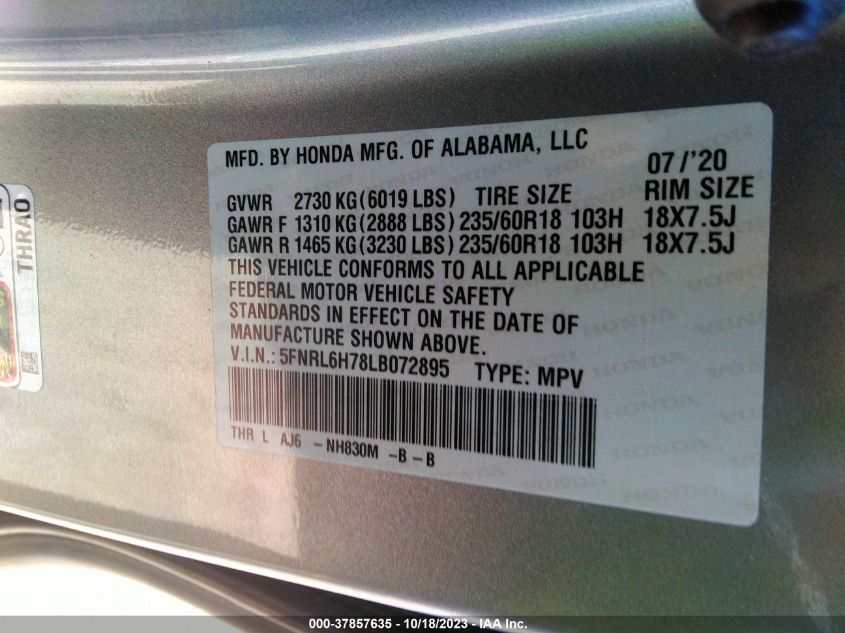 MFD. BY HONDA MFG. OF ALABAMA, LLC 07/'20
GVWR 2730 KG(6019 LBS) TIRE SIZE RIM SIZE
GAWR F 1310 KG(2888 LBS) 235/60R18 103H 18X7.5J
GAWR R 1465 KG(3230 LBS) 235/60R18 103H 18X7.5J
THIS VEHICLE CONFORMS TO ALL APPLICABLE
FEDERAL MOTOR VEHICLE SAFETY
STANDARDS IN EFFECT ON THE DATE OF
MANUFACTURE SHOWN ABOVE.
V.I.N.: 5FNRL6H78LB072895 TYPE: MPV
THR L AJ6 -NH830M -B-B
THRA0
000-37857635 - 10/18/2023 - IAA Inc.